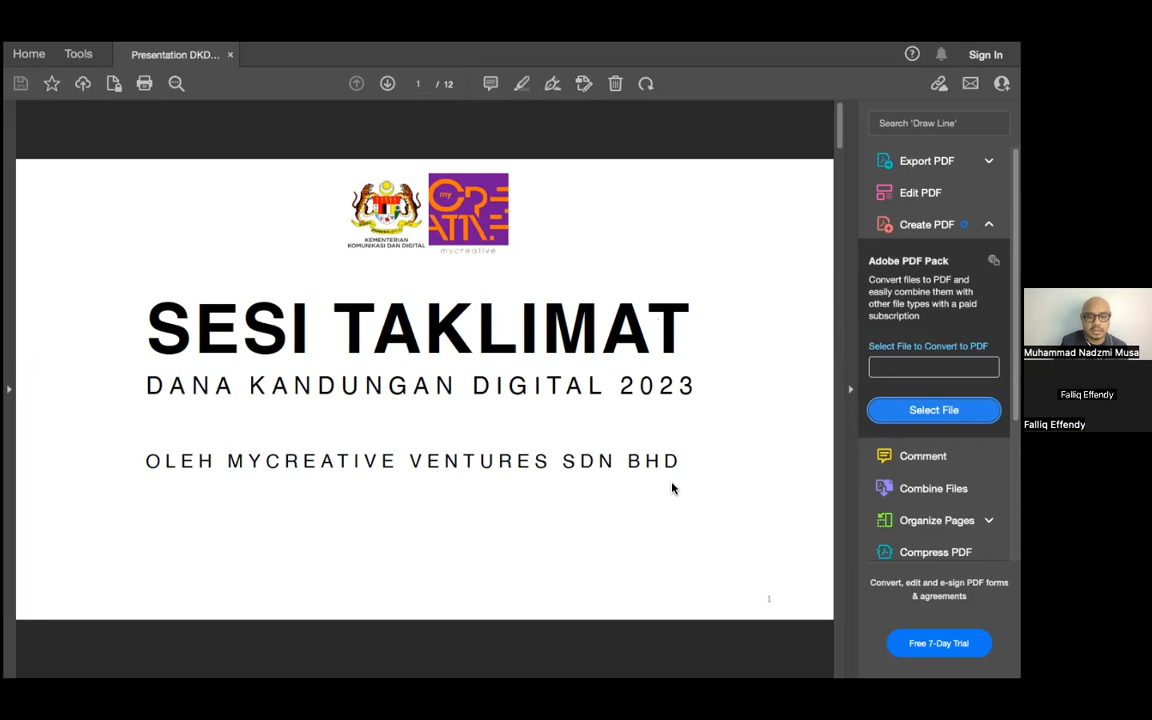 Home Tools Presentation DKD... × Sign In
1 / 12
Search 'Draw Line'
Export PDF
Edit PDF
Create PDF
Adobe PDF Pack
Convert files to PDF and
easily combine them with
other file types with a paid
subscription
Select File to Convert to PDF
Select File
Comment
Combine Files
Organize Pages
Compress PDF
Convert, edit and e-sign PDF forms
& agreements
Free 7-Day Trial
KEMENTERIAN
KOMUNIKASI DAN DIGITAL
my
CRE
ATIVE
mycreative
SESI TAKLIMAT
DANA KANDUNGAN DIGITAL 2023
OLEH MYCREATIVE VENTURES SDN BHD
1
Muhammad Nadzmi Musa
Falliq Effendy
Falliq Effendy